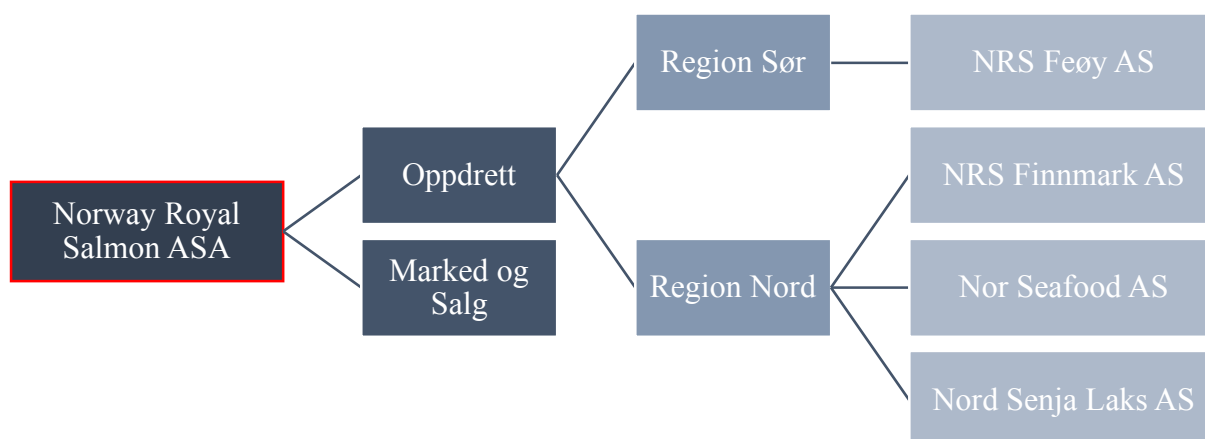 Norway Royal
Salmon ASA
Oppdrett
Marked og
Salg
Region Sør
Region Nord
NRS Feøy AS
NRS Finnmark AS
Nor Seafood AS
Nord Senja Laks AS